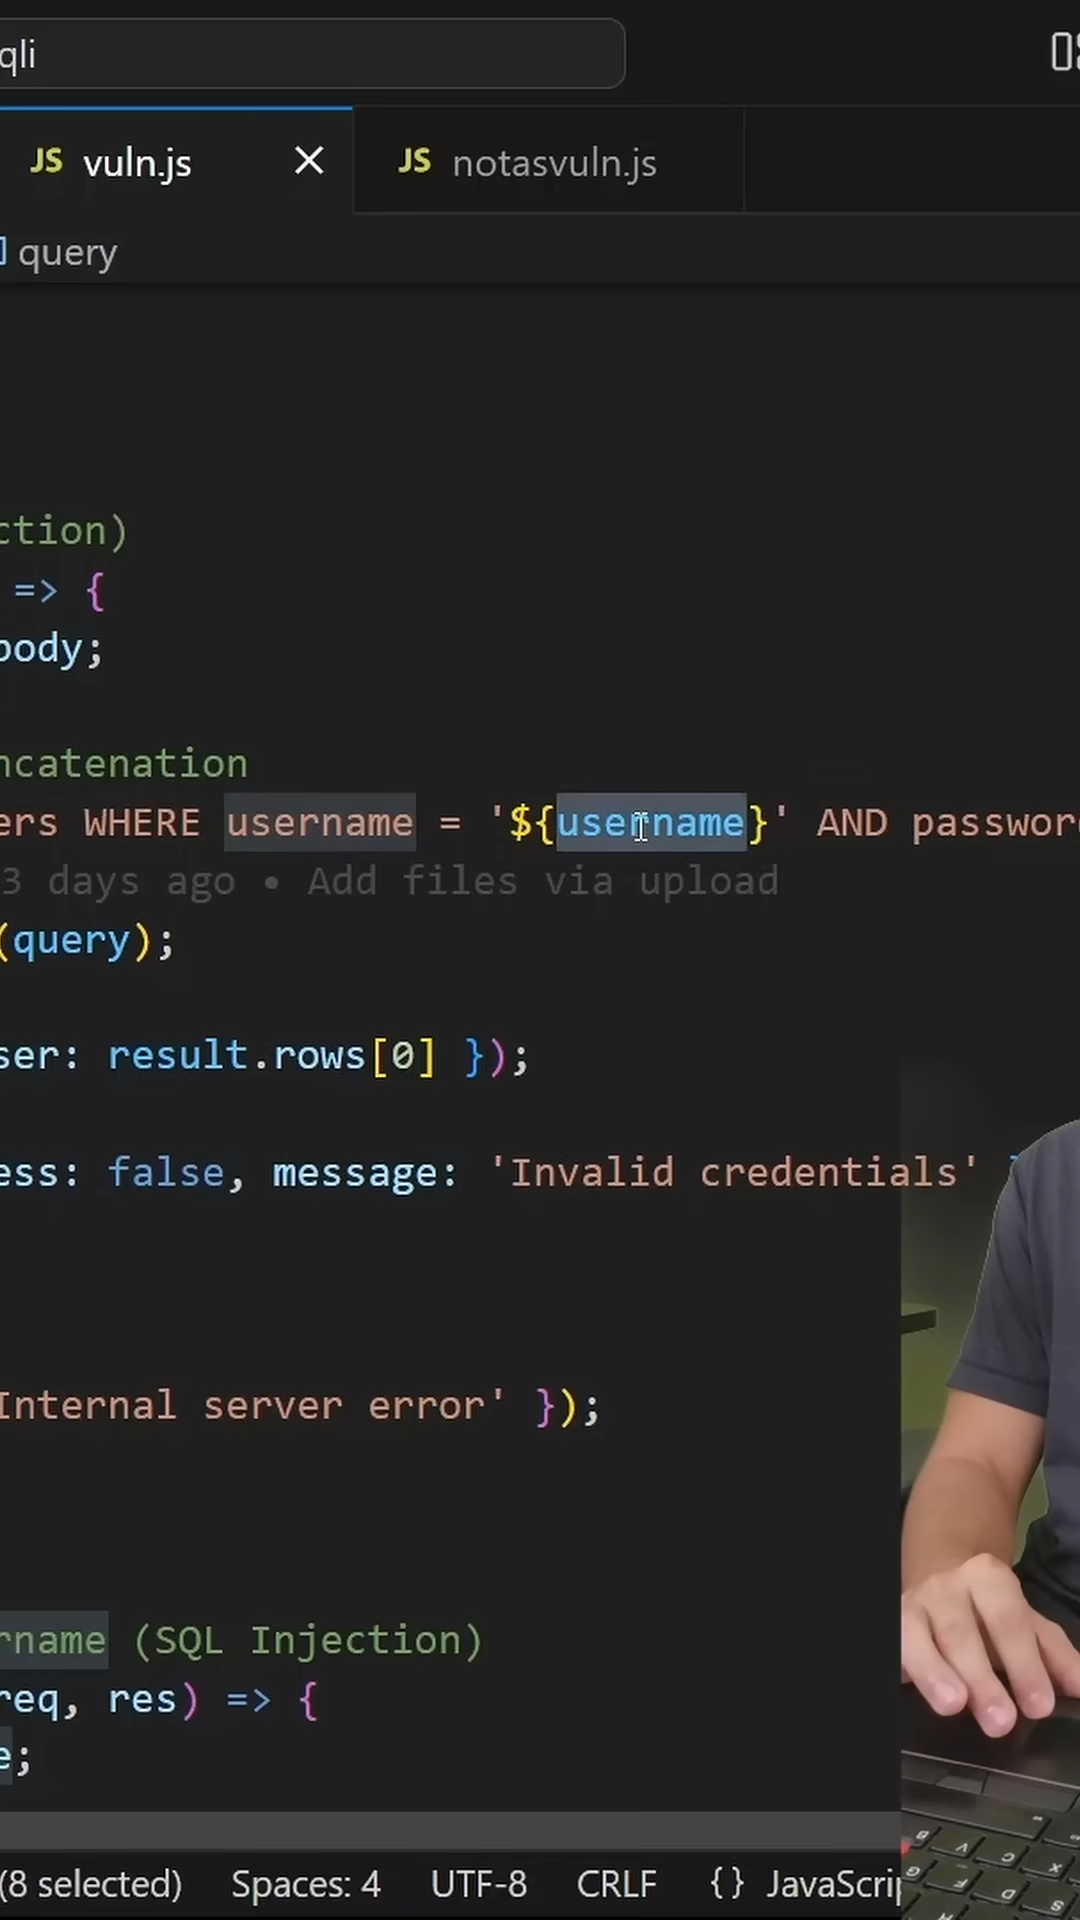 qli
JS vuln.js
JS notasvuln.js
query
ction)
=> {
body;
ncatenation
ers WHERE username = '${username}' AND passwor
3 days ago • Add files via upload
(query);
ser: result.rows[0] });
ess: false, message: 'Invalid credentials'
Internal server error' });
rname (SQL Injection)
req, res) => {
e;
(8 selected) Spaces: 4 UTF-8 CRLF {} JavaScrip